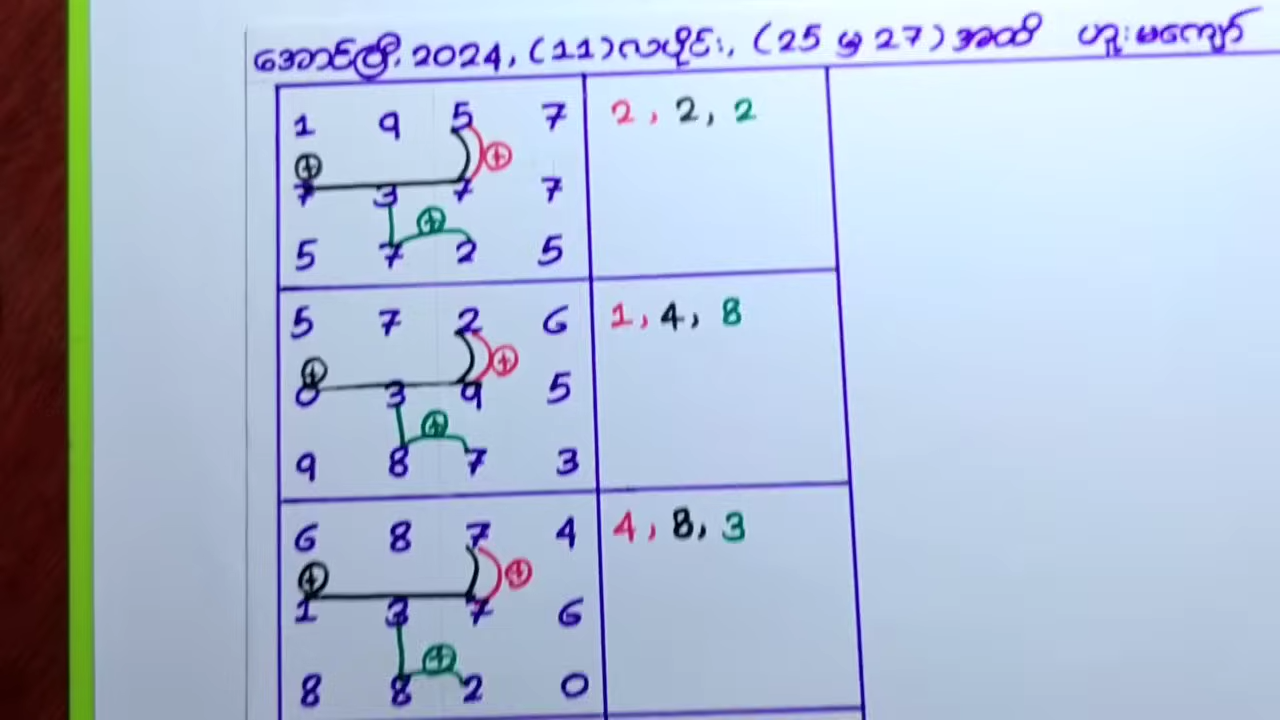 အောင်ဗြဲ. 2024, (11)လပိုင်း, (25 မှ 27) အထိ ဟူးမကျော်
1 9 5 7 2, 2, 2
+ +
7 3 7 7
+
5 7 2 5
5 7 2 6 1, 4, 8
+ +
8 3 9 5
+
9 8 7 3
6 8 7 4 4, 8, 3
+ +
1 3 7 6
+
8 8 2 0